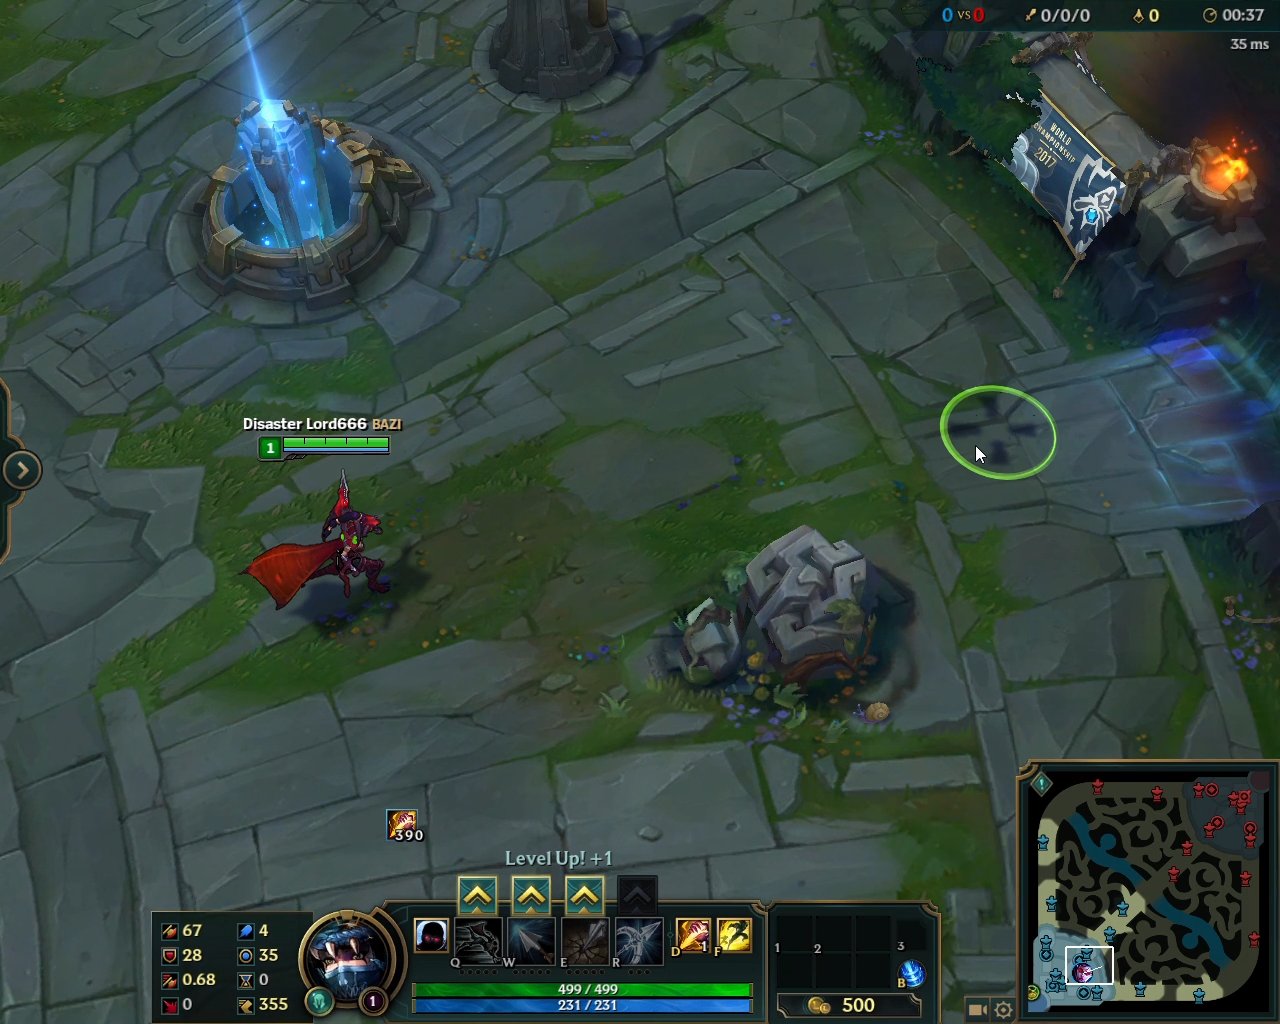 0 vs 0 0/0/0 0 00:37
35 ms
WORLD
CHAMPIONSHIP
2017
Disaster Lord666 BAZI
1
390
Level Up! +1
67 4
28 35
0.68 0
0 355
1
Q W E R D 1 F
499 / 499
231 / 231
1 2 3
B
500